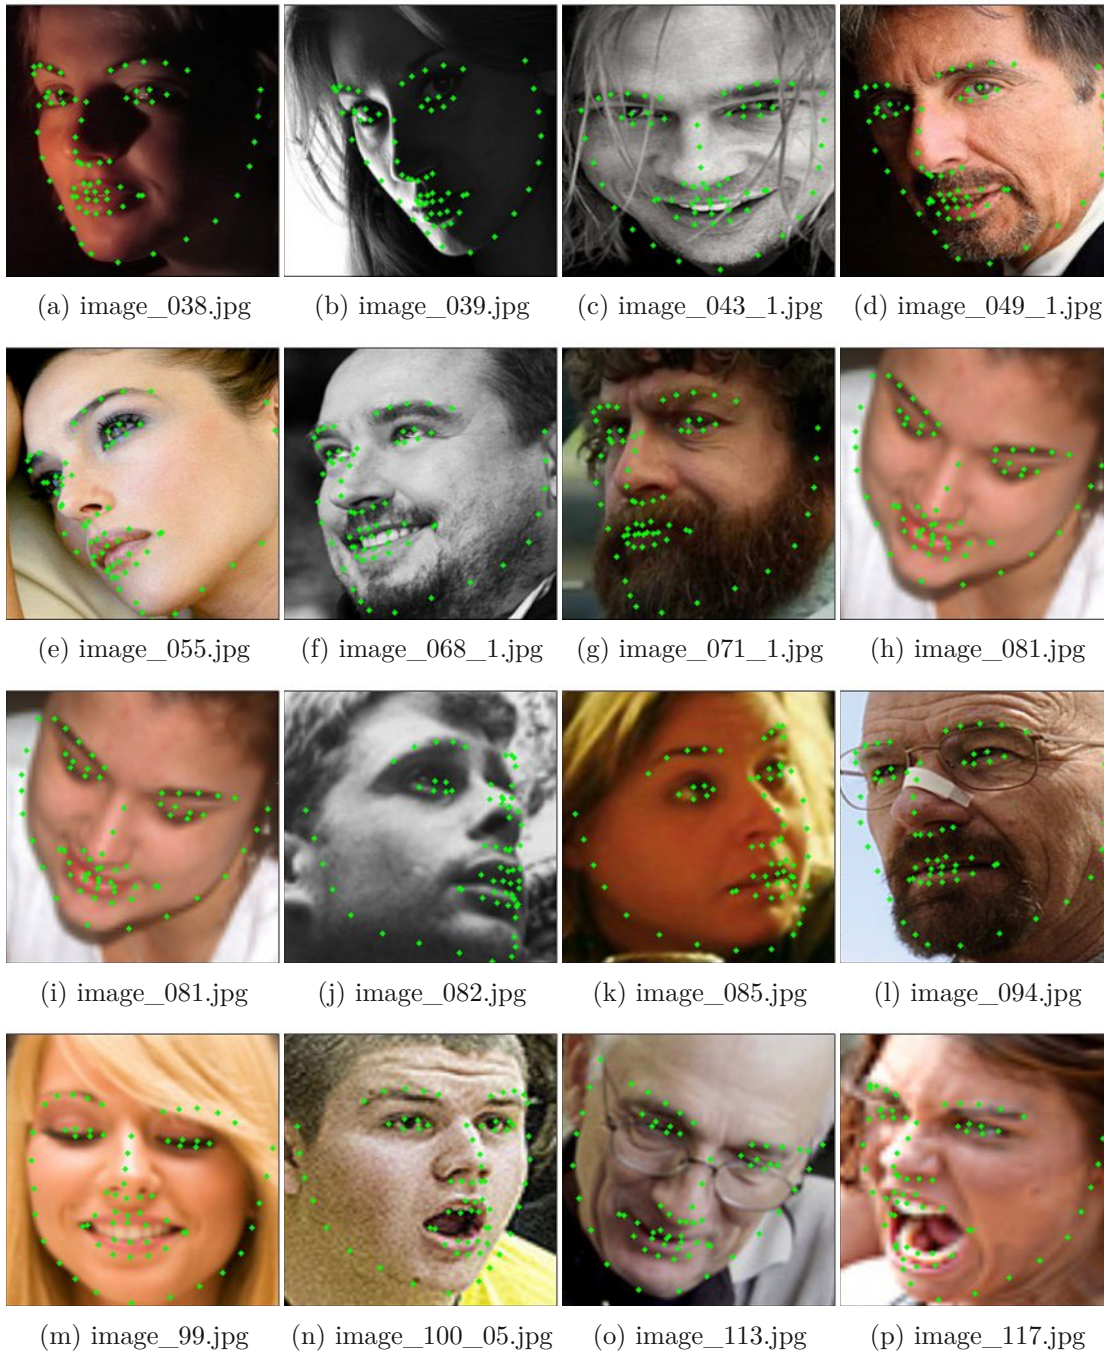 (a) image_038.jpg
(b) image_039.jpg
(c) image_043_1.jpg
(d) image_049_1.jpg
(e) image_055.jpg
(f) image_068_1.jpg
(g) image_071_1.jpg
(h) image_081.jpg
(i) image_081.jpg
(j) image_082.jpg
(k) image_085.jpg
(l) image_094.jpg
(m) image_99.jpg
(n) image_100_05.jpg
(o) image_113.jpg
(p) image_117.jpg